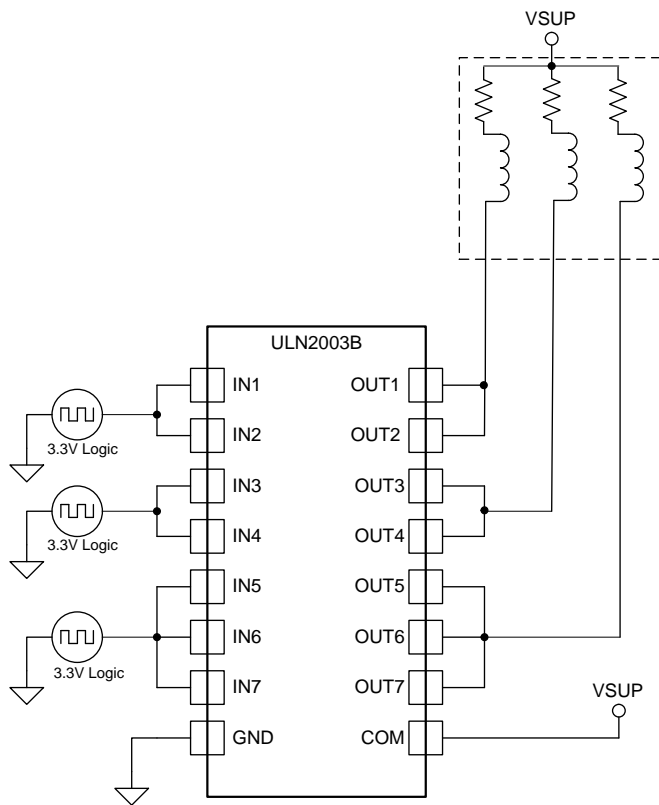 VSUP
ULN2003B
IN1
OUT1
IN2
OUT2
3.3V Logic
IN3
OUT3
IN4
OUT4
3.3V Logic
IN5
OUT5
IN6
OUT6
3.3V Logic
IN7
OUT7
VSUP
GND
COM